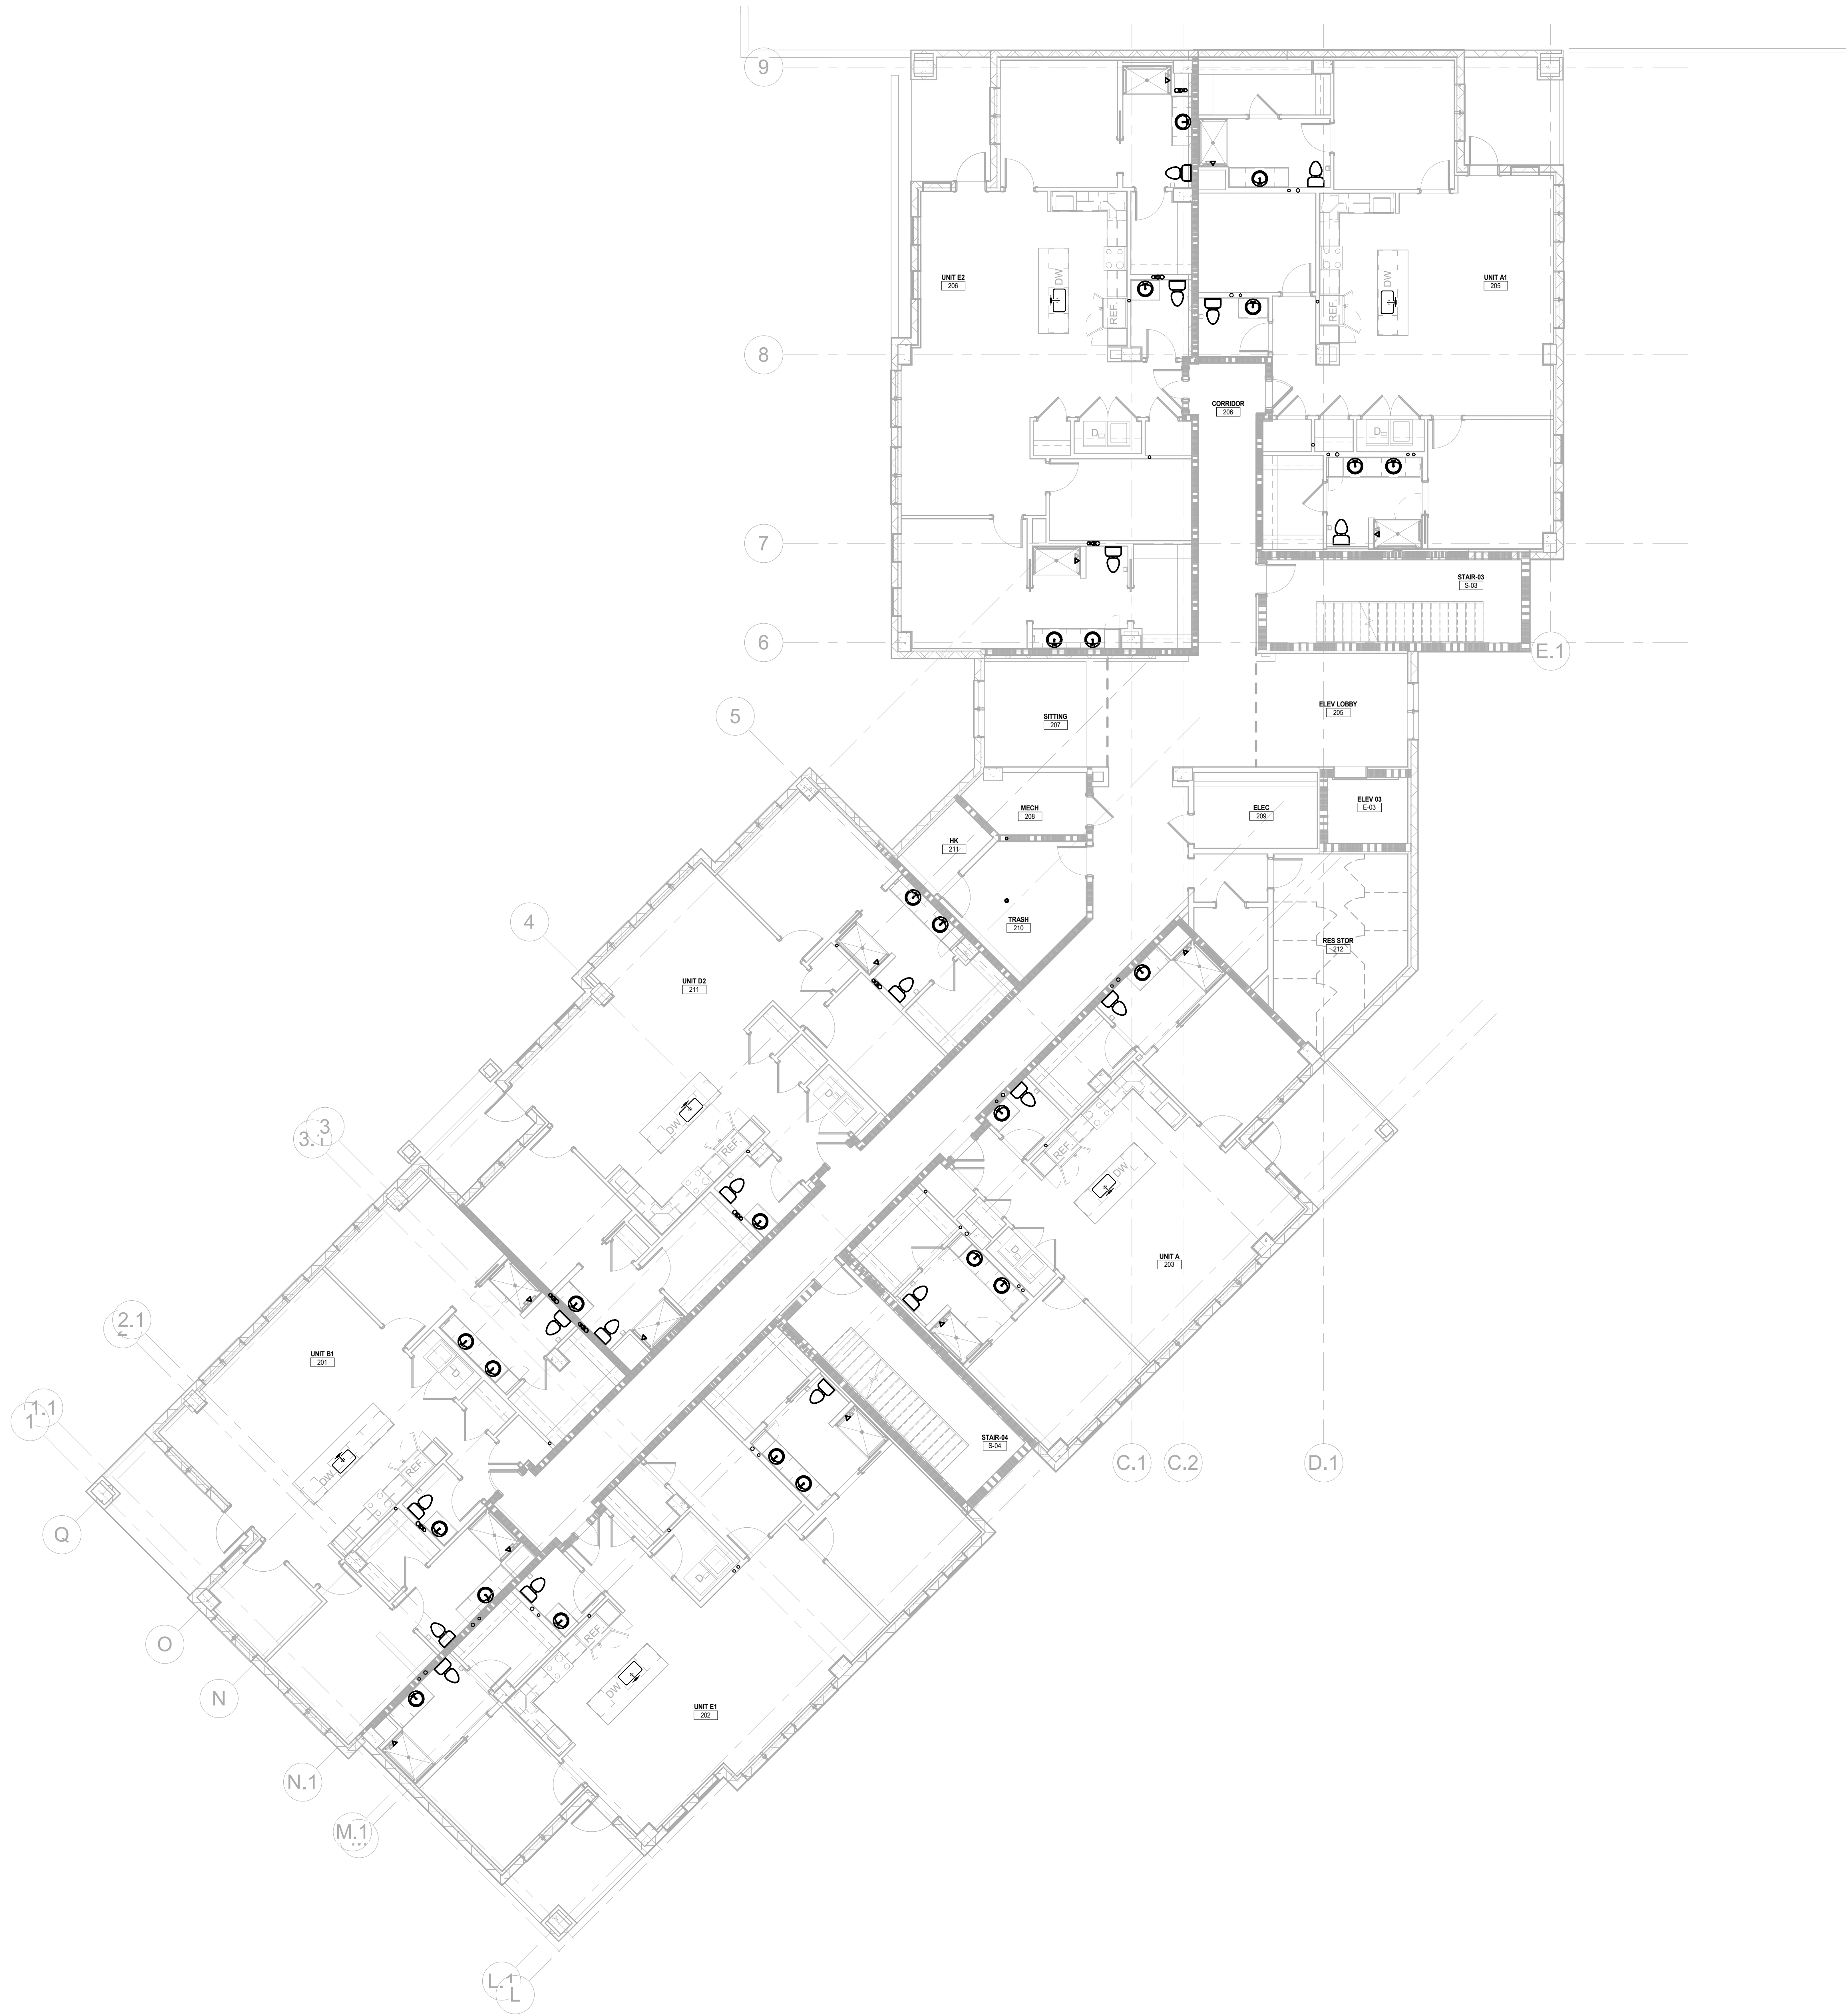 9
UNIT E2
206
DW
REF.
UNIT A1
205
DW
REF.
8
CORRIDOR
206
D
D
7
STAIR-03
S-03
6
E.1
SITTING
207
ELEV LOBBY
205
5
MECH
208
ELEC
209
ELEV 03
E-03
HK
211
4
TRASH
210
RES STOR
212
UNIT D2
211
D
DW
REF.
3
3.1
REF.
DW
UNIT A
203
D
2.1
2
UNIT B1
201
D
1.1
1
DW
REF.
STAIR-04
S-04
C.1
C.2
D.1
Q
D
O
REF.
DW
N
UNIT E1
202
N.1
M.1
L.1
L